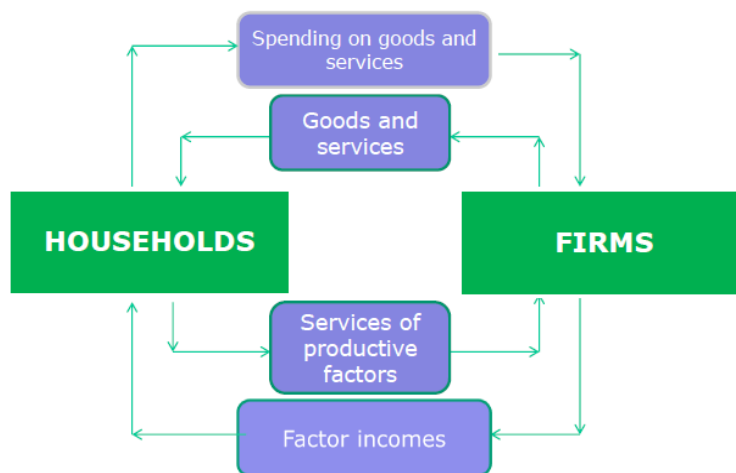 Spending on goods and
services
Goods and
services
HOUSEHOLDS
FIRMS
Services of
productive
factors
Factor incomes